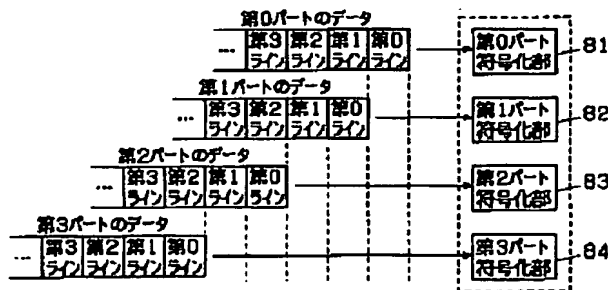 第0パートのデータ
… 第3ライン 第2ライン 第1ライン 第0ライン
第0パート符号化部 81
第1パートのデータ
… 第3ライン 第2ライン 第1ライン 第0ライン
第1パート符号化部 82
第2パートのデータ
… 第3ライン 第2ライン 第1ライン 第0ライン
第2パート符号化部 83
第3パートのデータ
… 第3ライン 第2ライン 第1ライン 第0ライン
第3パート符号化部 84